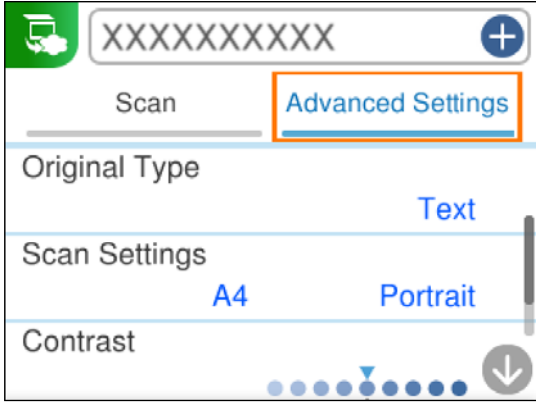 XXXXXXXXXX
Scan Advanced Settings
Original Type
Text
Scan Settings
A4 Portrait
Contrast